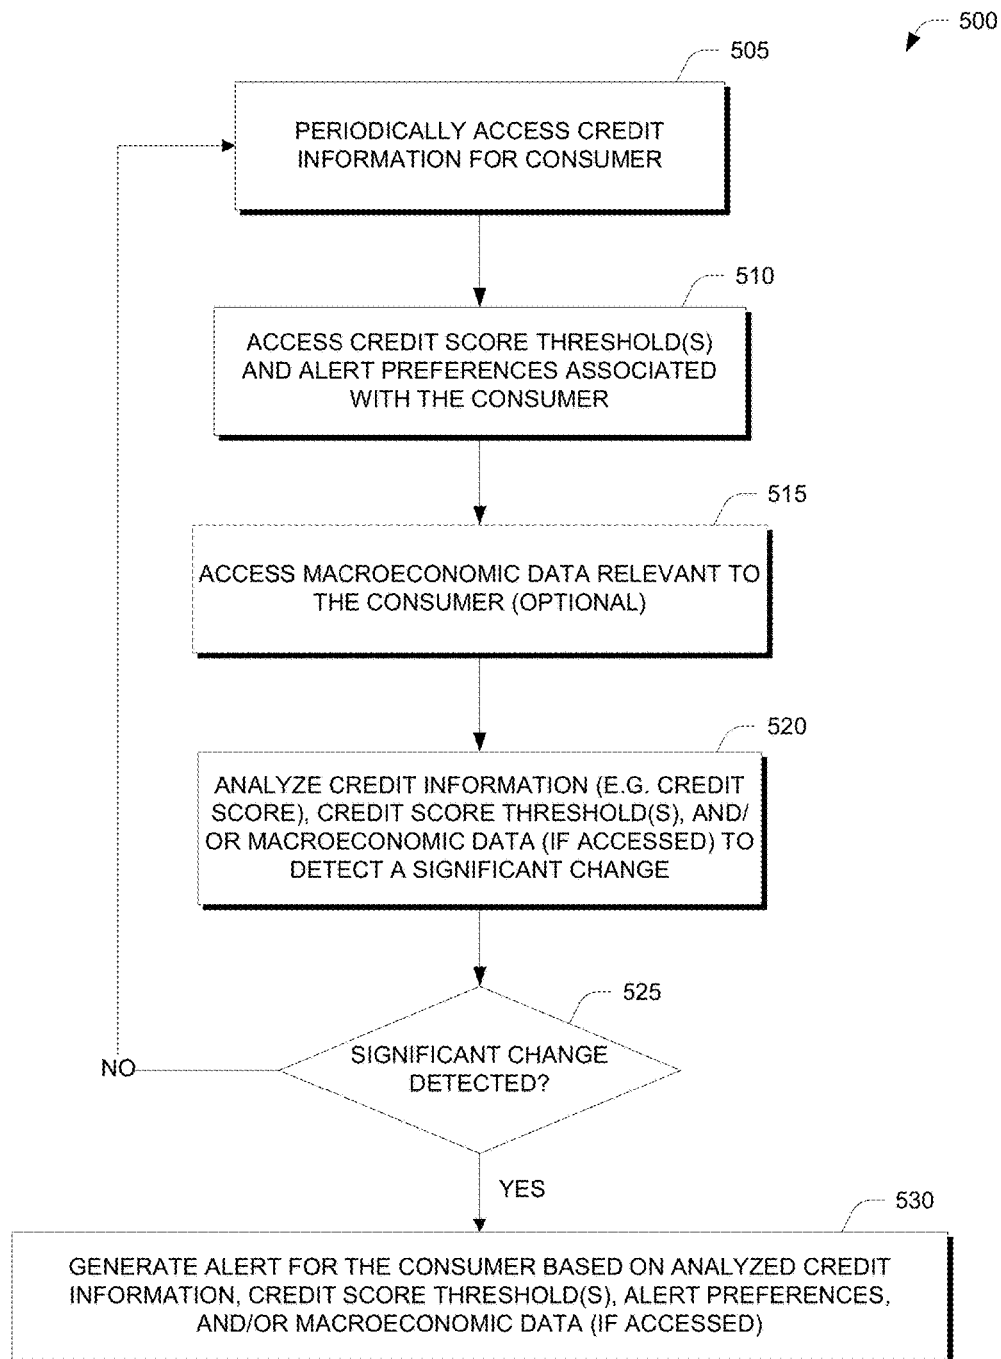 500
505
PERIODICALLY ACCESS CREDIT
INFORMATION FOR CONSUMER
510
ACCESS CREDIT SCORE THRESHOLD(S)
AND ALERT PREFERENCES ASSOCIATED
WITH THE CONSUMER
515
ACCESS MACROECONOMIC DATA RELEVANT TO
THE CONSUMER (OPTIONAL)
520
ANALYZE CREDIT INFORMATION (E.G. CREDIT
SCORE), CREDIT SCORE THRESHOLD(S), AND/
OR MACROECONOMIC DATA (IF ACCESSED) TO
DETECT A SIGNIFICANT CHANGE
525
SIGNIFICANT CHANGE
DETECTED?
NO
YES
530
GENERATE ALERT FOR THE CONSUMER BASED ON ANALYZED CREDIT
INFORMATION, CREDIT SCORE THRESHOLD(S), ALERT PREFERENCES,
AND/OR MACROECONOMIC DATA (IF ACCESSED)